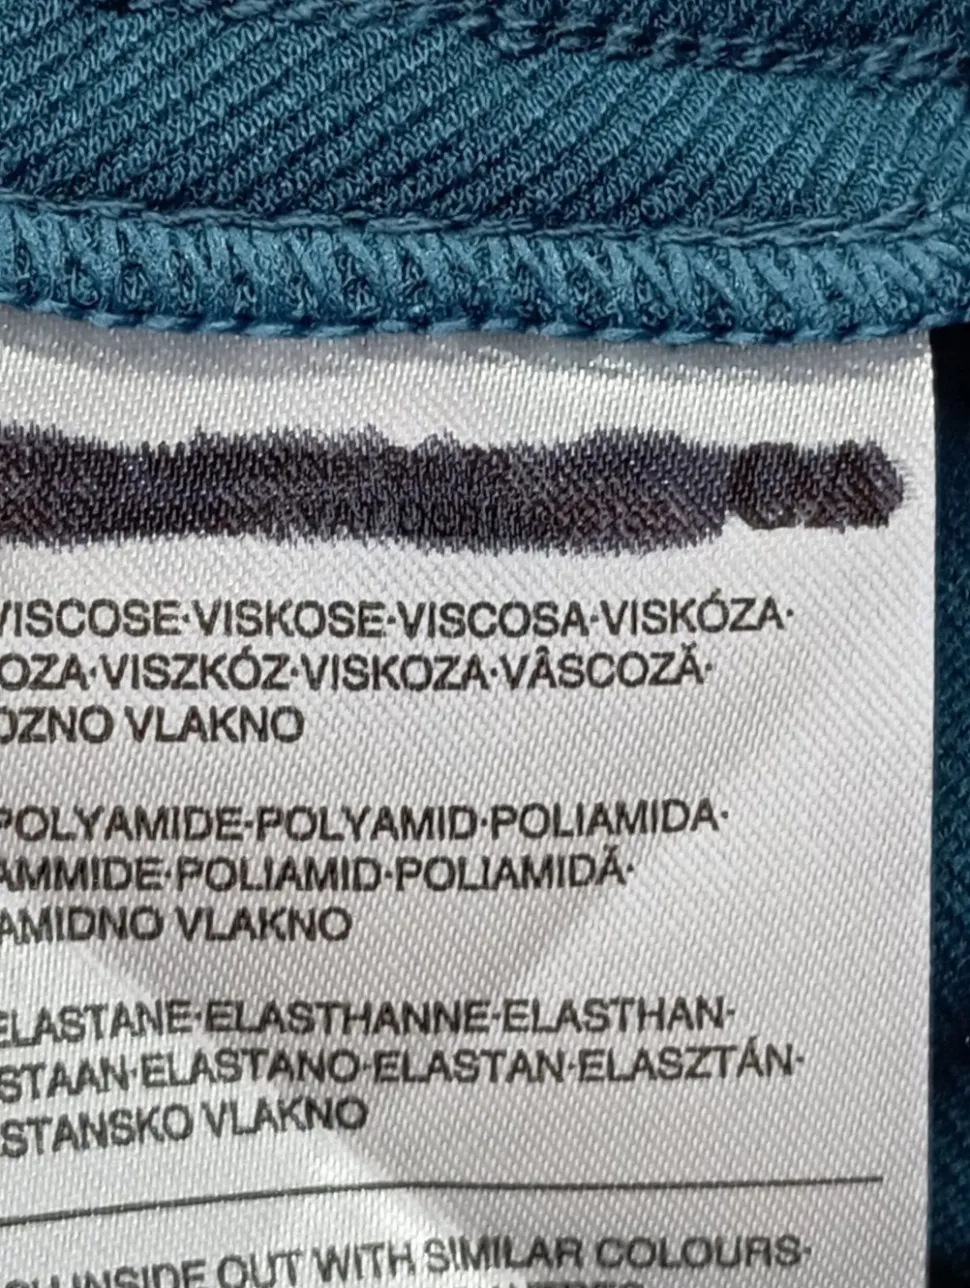 VISCOSE·VISKOSE·VISCOSA·VISKÓZA·
OZA·VISZKÓZ·VISKOZA·VÂSCOZĂ·
OZNO VLAKNO
POLYAMIDE·POLYAMID·POLIAMIDA·
AMMIDE·POLIAMID·POLIAMIDĂ·
AMIDNO VLAKNO
ELASTANE·ELASTHANNE·ELASTHAN·
STAAN·ELASTANO·ELASTAN·ELASZTÁN·
STANSKO VLAKNO
INSIDE OUT WITH SIMILAR COLOURS·